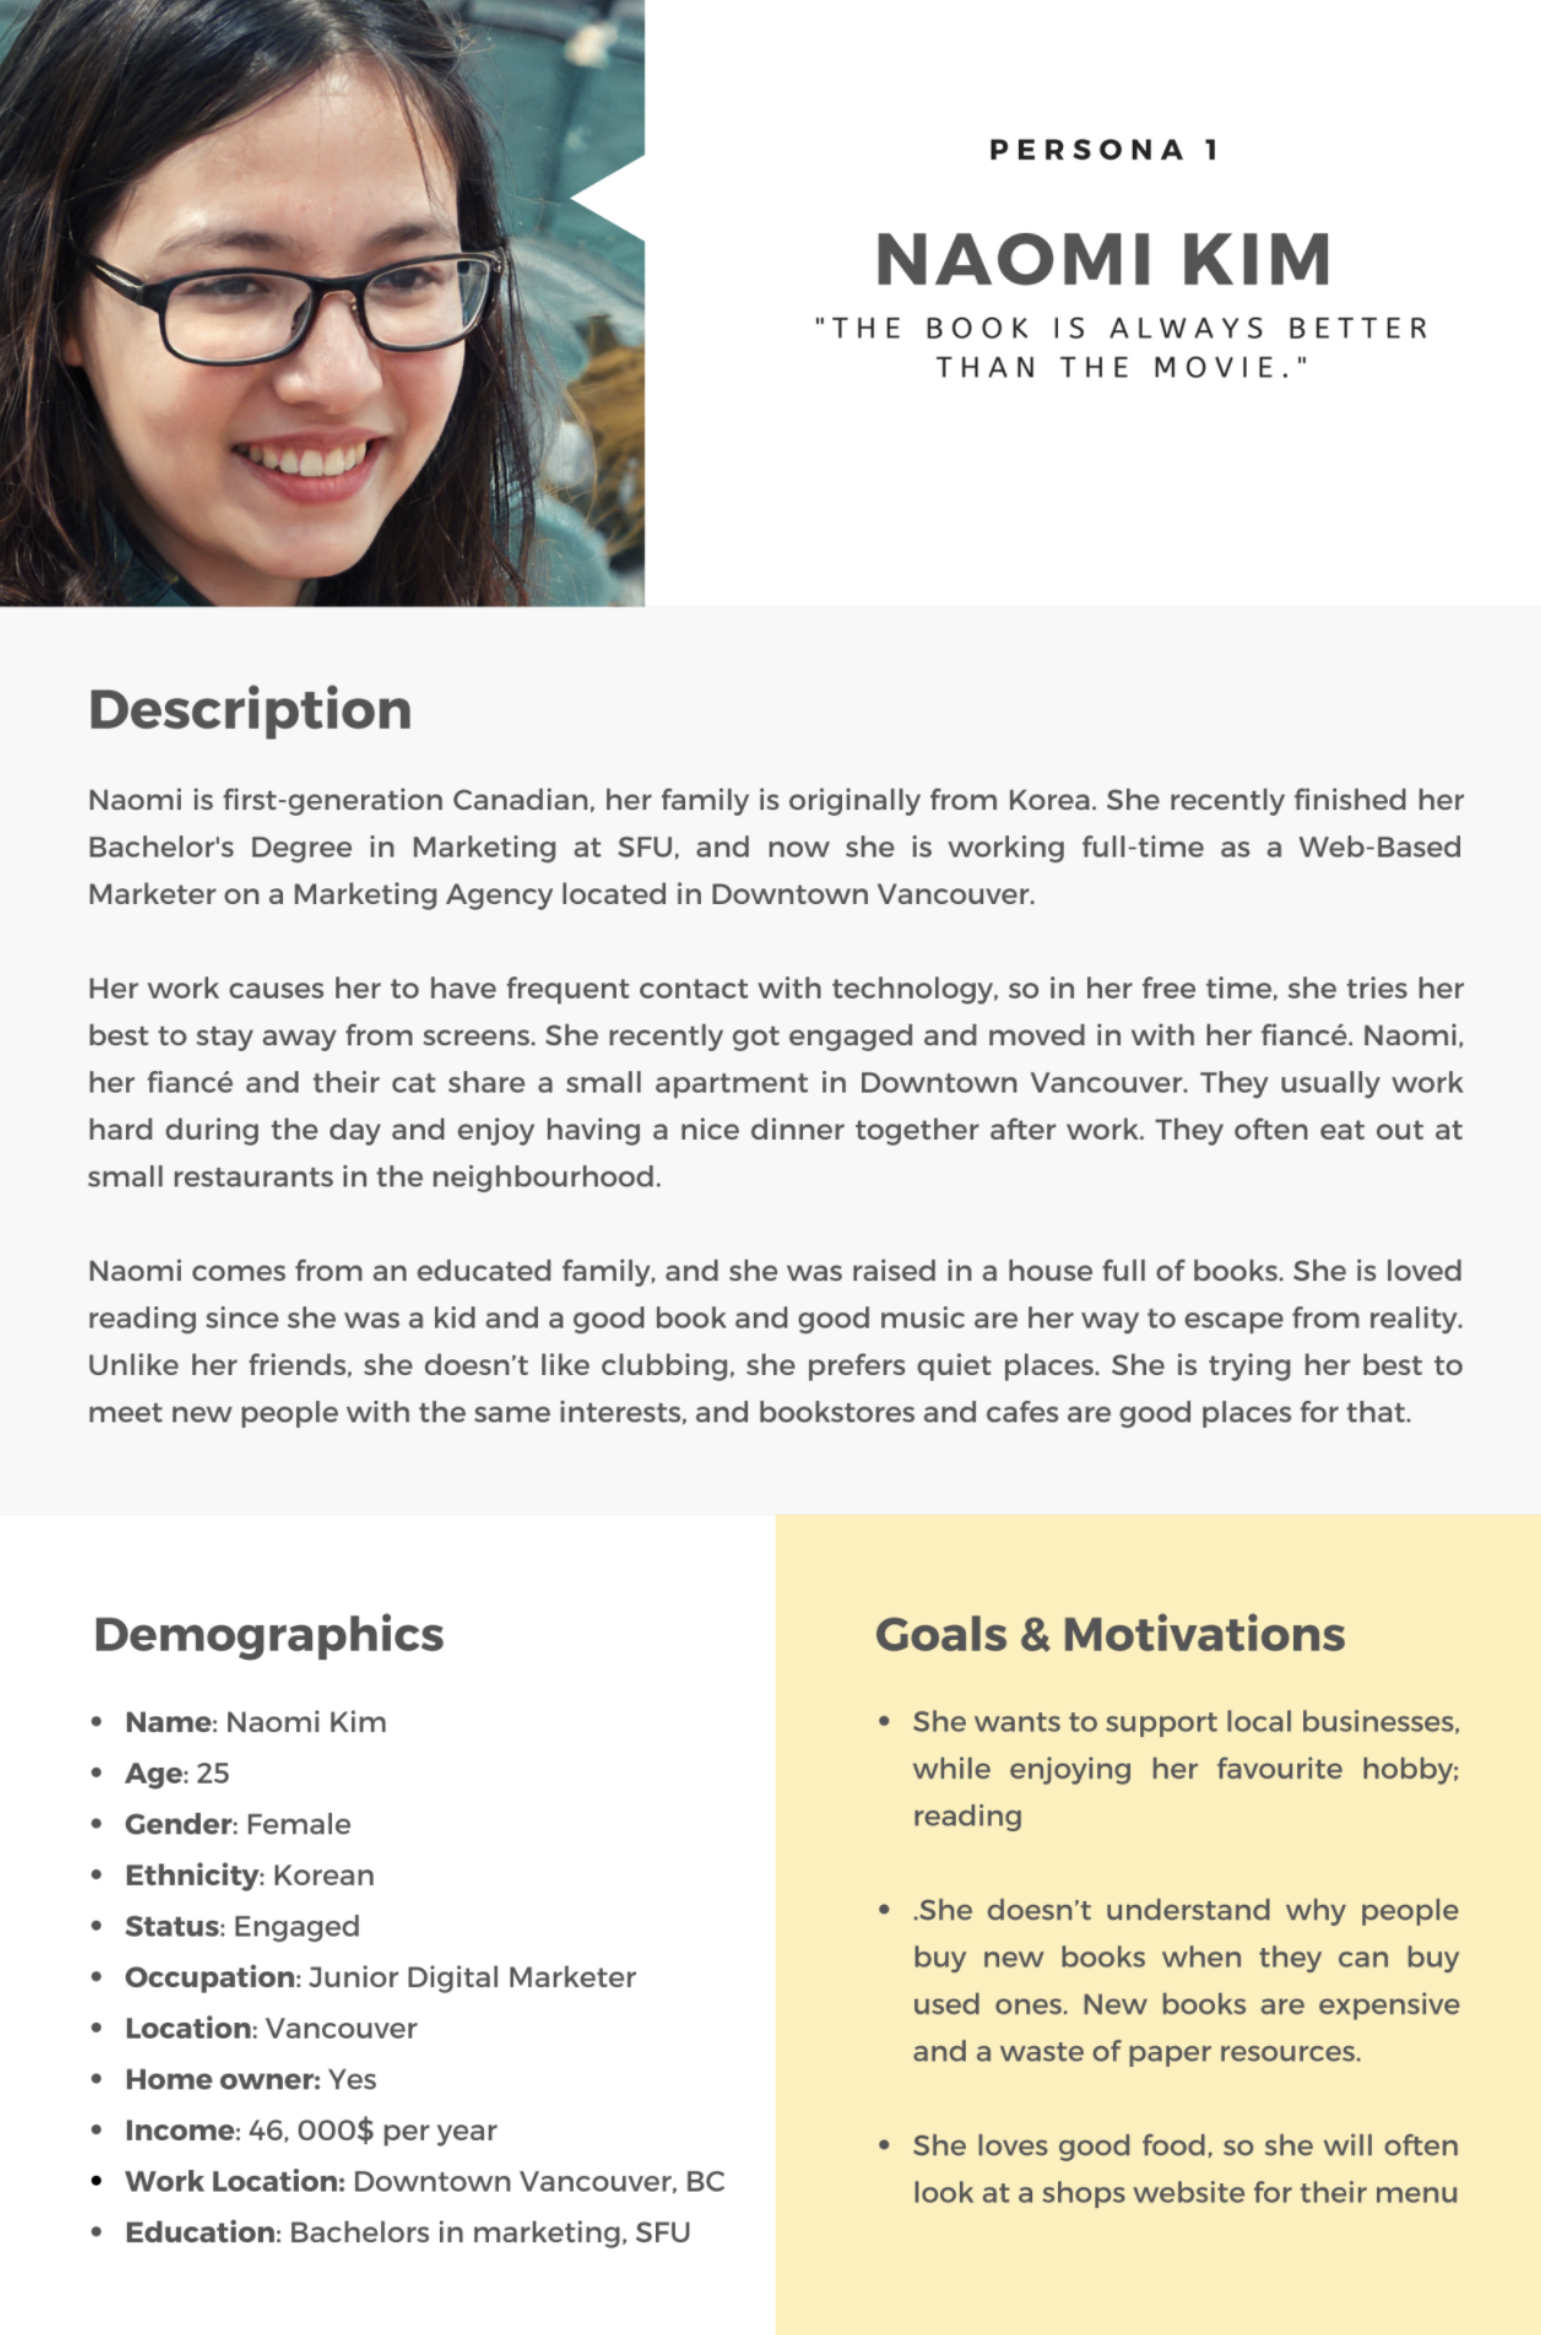 PERSONA 1
NAOMI KIM
"THE BOOK IS ALWAYS BETTER
THAN THE MOVIE."
Description
Naomi is first-generation Canadian, her family is originally from Korea. She recently finished her
Bachelor's Degree in Marketing at SFU, and now she is working full-time as a Web-Based
Marketer on a Marketing Agency located in Downtown Vancouver.
Her work causes her to have frequent contact with technology, so in her free time, she tries her
best to stay away from screens. She recently got engaged and moved in with her fiancé. Naomi,
her fiancé and their cat share a small apartment in Downtown Vancouver. They usually work
hard during the day and enjoy having a nice dinner together after work. They often eat out at
small restaurants in the neighbourhood.
Naomi comes from an educated family, and she was raised in a house full of books. She is loved
reading since she was a kid and a good book and good music are her way to escape from reality.
Unlike her friends, she doesn’t like clubbing, she prefers quiet places. She is trying her best to
meet new people with the same interests, and bookstores and cafes are good places for that.
Demographics
• Name: Naomi Kim
• Age: 25
• Gender: Female
• Ethnicity: Korean
• Status: Engaged
• Occupation: Junior Digital Marketer
• Location: Vancouver
• Home owner: Yes
• Income: 46, 000$ per year
• Work Location: Downtown Vancouver, BC
• Education: Bachelors in marketing, SFU
Goals & Motivations
• She wants to support local businesses,
while enjoying her favourite hobby;
reading
• .She doesn’t understand why people
buy new books when they can buy
used ones. New books are expensive
and a waste of paper resources.
• She loves good food, so she will often
look at a shops website for their menu